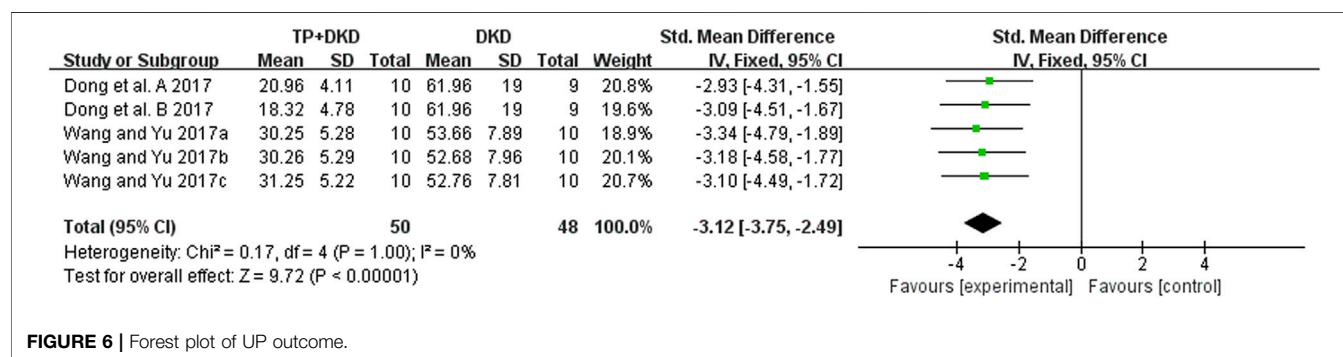 TP+DKD DKD Std. Mean Difference Std. Mean Difference
Study or Subgroup Mean SD Total Mean SD Total Weight IV, Fixed, 95% CI IV, Fixed, 95% CI
Dong et al. A 2017 20.96 4.11 10 61.96 19 9 20.8% -2.93 [-4.31, -1.55]
Dong et al. B 2017 18.32 4.78 10 61.96 19 9 19.6% -3.09 [-4.51, -1.67]
Wang and Yu 2017a 30.25 5.28 10 53.66 7.89 10 18.9% -3.34 [-4.79, -1.89]
Wang and Yu 2017b 30.26 5.29 10 52.68 7.96 10 20.1% -3.18 [-4.58, -1.77]
Wang and Yu 2017c 31.25 5.22 10 52.76 7.81 10 20.7% -3.10 [-4.49, -1.72]
Total (95% CI) 50 48 100.0% -3.12 [-3.75, -2.49]
Heterogeneity: Chi² = 0.17, df = 4 (P = 1.00); I² = 0%
Test for overall effect: Z = 9.72 (P < 0.00001)
-4 -2 0 2 4
Favours [experimental] Favours [control]
FIGURE 6 | Forest plot of UP outcome.